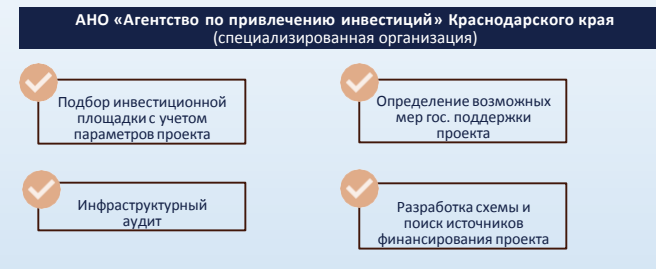 АНО «Агентство по привлечению инвестиций» Краснодарского края
(специализированная организация)
Подбор инвестиционной
площадки с учетом
параметров проекта
Определение возможных
мер гос. поддержки
проекта
Инфраструктурный
аудит
Разработка схемы и
поиск источников
финансирования проекта